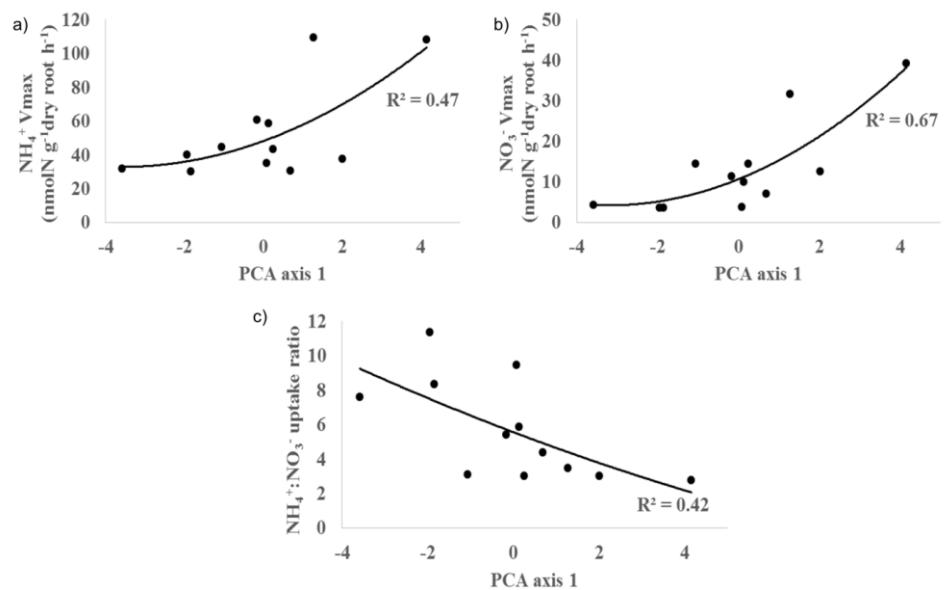 a)
120
100
80
60
40
20
0
NH₄⁺ Vmax
(nmolN g⁻¹dry root h⁻¹)
R² = 0.47
-4 -2 0 2 4
PCA axis 1
b)
50
40
30
20
10
0
NO₃⁻ Vmax
(nmolN g⁻¹dry root h⁻¹)
R² = 0.67
-4 -2 0 2 4
PCA axis 1
c)
12
10
8
6
4
2
0
NH₄⁺:NO₃⁻ uptake ratio
R² = 0.42
-4 -2 0 2 4
PCA axis 1